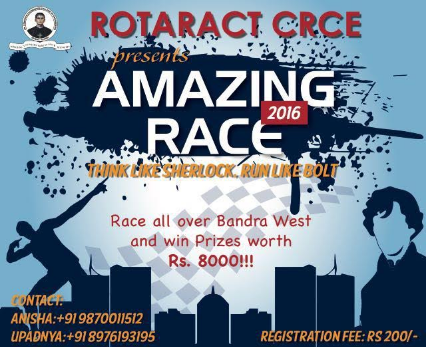 ROTARACT CRCE
presents
AMAZING
RACE 2016
THINK LIKE SHERLOCK, RUN LIKE BOLT
Race all over Bandra West
and win Prizes worth
Rs. 8000!!!
CONTACT:
ANISHA:+91 9870011512
UPADNYA:+91 8976193195
REGISTRATION FEE: RS 200/-